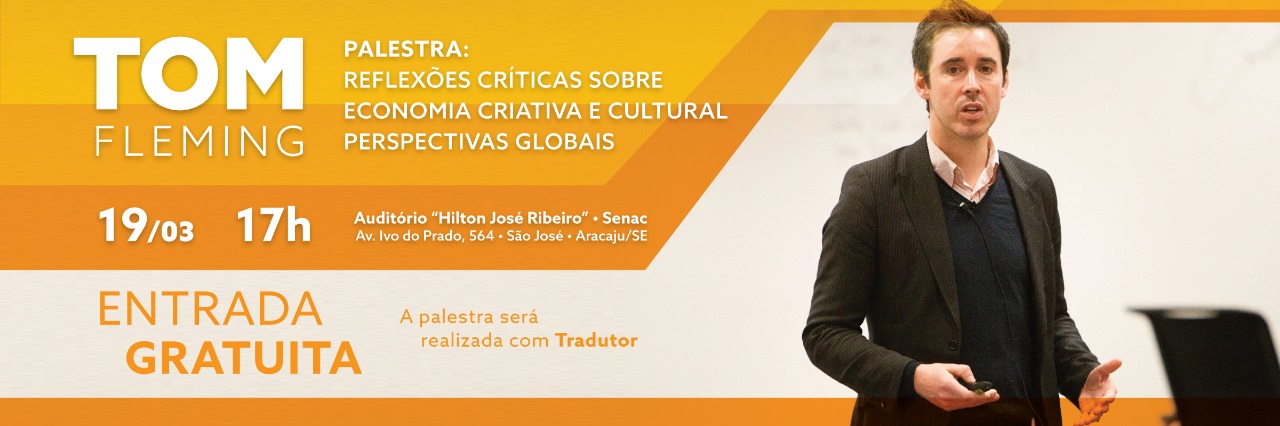 TOM
FLEMING
PALESTRA:
REFLEXÕES CRÍTICAS SOBRE
ECONOMIA CRIATIVA E CULTURAL
PERSPECTIVAS GLOBAIS
19/03 17h
Auditório “Hilton José Ribeiro” • Senac
Av. Ivo do Prado, 564 • São José • Aracaju/SE
ENTRADA
GRATUITA
A palestra será
realizada com Tradutor